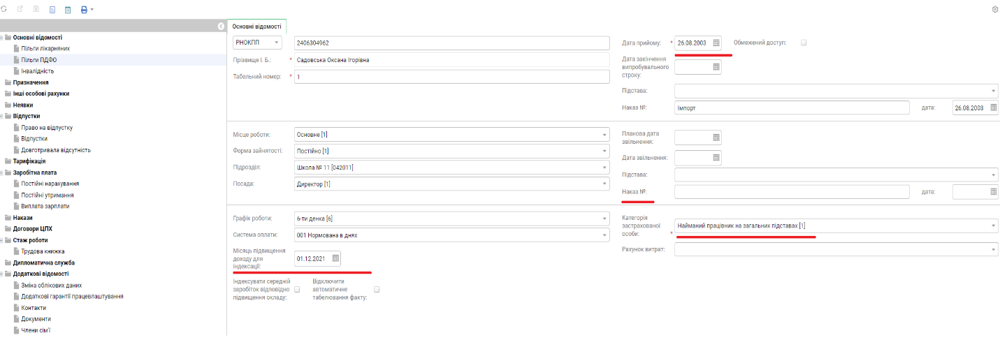 Основні відомості
Пільги лікарняних
Пільги ПДФО
Інвалідність
Призначення
Інші особові рахунки
Неявки
Відпустки
Право на відпустку
Відпустки
Довготривала відсутність
Тарифікація
Заробітна плата
Постійні нарахування
Постійні утримання
Виплата зарплати
Накази
Договори ЦПХ
Стаж роботи
Трудова книжка
Дипломатична служба
Додаткові відомості
Зміна облікових даних
Додаткові гарантії працевлаштування
Контакти
Документи
Члени сім'ї
Основні відомості
РНОКПП 2406304962
Прізвище І. Б.: * Садовська Оксана Ігорівна
Табельний номер: * 1
Дата прийому: * 26.08.2003 Обмежений доступ:
Дата закінчення
випробувального
строку:
Підстава:
Наказ №: Імпорт дата: 26.08.2003
Місце роботи: Основне [1]
Форма зайнятості: Постійно [1]
Підрозділ: Школа № 11 [042011]
Посада: Директор [1]
Планова дата
звільнення:
Дата звільнення:
Підстава:
Наказ №: дата:
Графік роботи: 6-ти денка [6]
Система оплати: 001 Нормована в днях
Місяць підвищення
доходу для
індексації: 01.12.2021
Індексувати середній
заробіток відповідно
підвищення окладу:
Відключити
автоматичне
табелювання факту:
Категорія
застрахованої
особи: * Найманий працівник на загальних підставах [1]
Рахунок витрат: